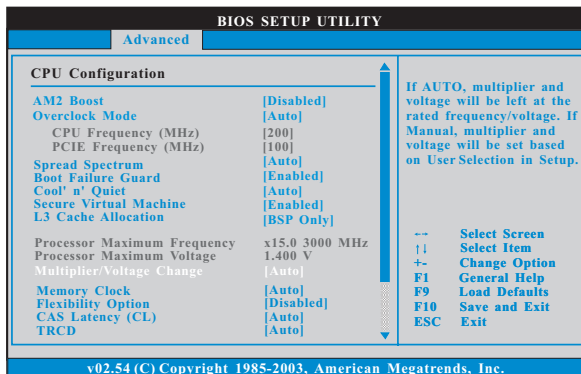 BIOS SETUP UTILITY
Advanced
CPU Configuration
AM2 Boost [Disabled]
Overclock Mode [Auto]
CPU Frequency (MHz) [200]
PCIE Frequency (MHz) [100]
Spread Spectrum [Auto]
Boot Failure Guard [Enabled]
Cool' n' Quiet [Auto]
Secure Virtual Machine [Enabled]
L3 Cache Allocation [BSP Only]
Processor Maximum Frequency x15.0 3000 MHz
Processor Maximum Voltage 1.400 V
Multiplier/Voltage Change [Auto]
Memory Clock [Auto]
Flexibility Option [Disabled]
CAS Latency (CL) [Auto]
TRCD [Auto]
If AUTO, multiplier and
voltage will be left at the
rated frequency/voltage. If
Manual, multiplier and
voltage will be set based
on User Selection in Setup.
←→ Select Screen
↑↓ Select Item
+- Change Option
F1 General Help
F9 Load Defaults
F10 Save and Exit
ESC Exit
v02.54 (C) Copyright 1985-2003, American Megatrends, Inc.